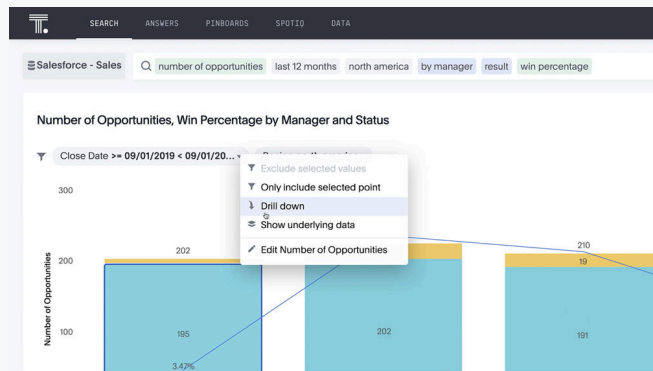 SEARCH ANSWERS PINBOARDS SPOTIQ DATA
Salesforce - Sales number of opportunities last 12 months north america by manager result win percentage
Number of Opportunities, Win Percentage by Manager and Status
Close Date >= 09/01/2019 < 09/01/20...
Exclude selected values
Only include selected point
Drill down
Show underlying data
Edit Number of Opportunities
Number of Opportunities
300
200
100
202
195
3.47%
202
210
19
191